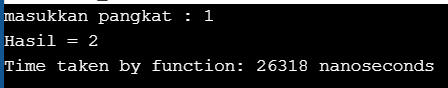 masukkan pangkat : 1
Hasil = 2
Time taken by function: 26318 nanoseconds